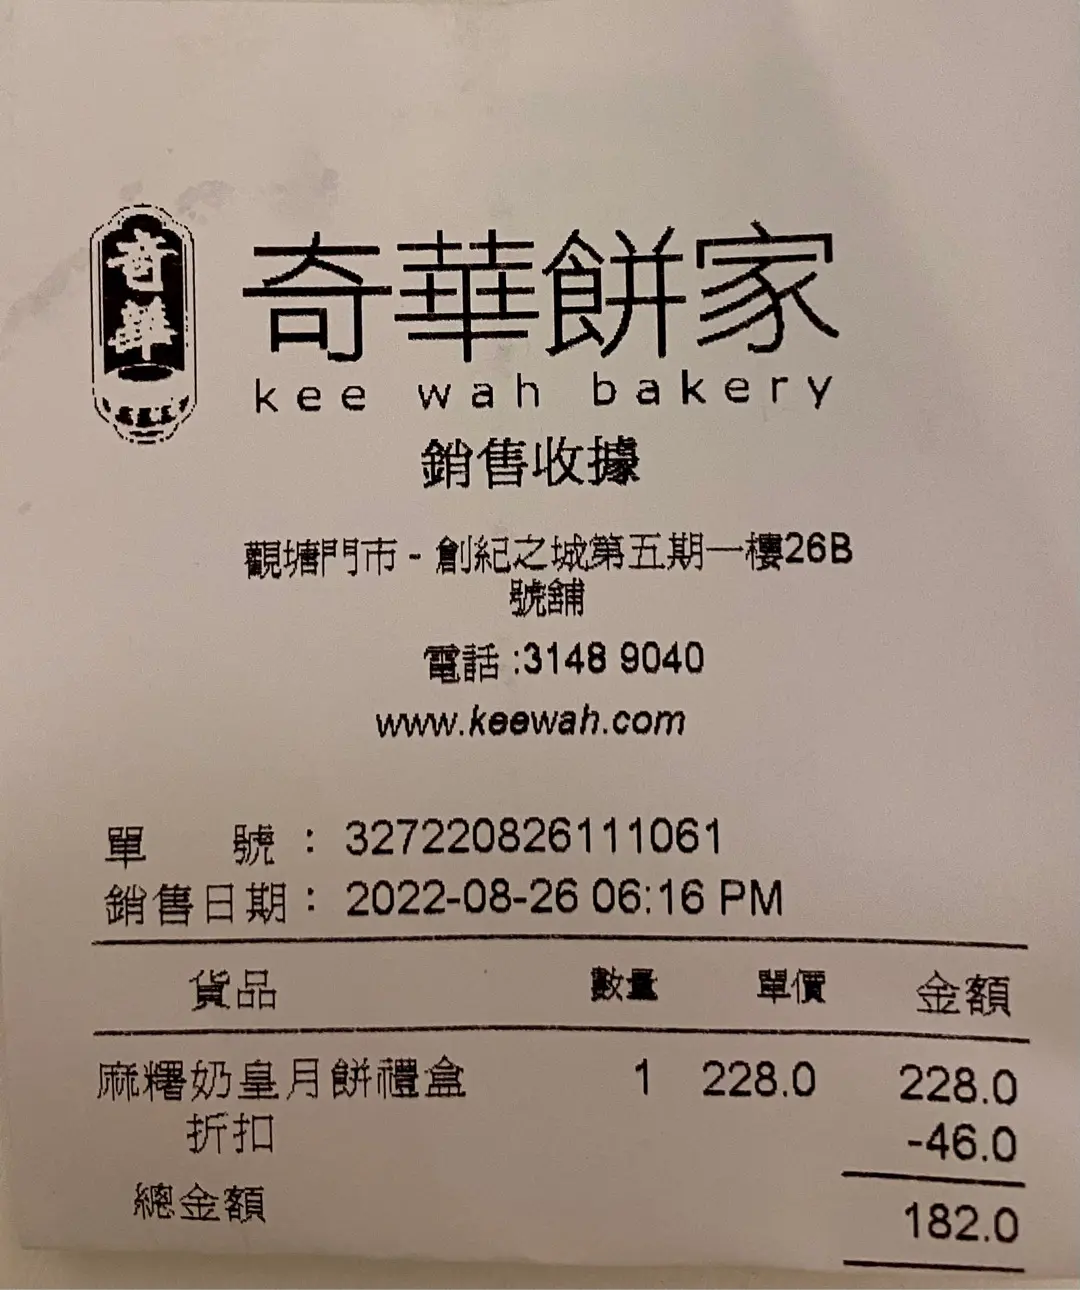 奇華
奇華餅家
kee wah bakery
銷售收據
觀塘門市 - 創紀之城第五期一樓26B
號舖
電話 :3148 9040
www.keewah.com
單 號 : 327220826111061
銷售日期 : 2022-08-26 06:16 PM
貨品 數量 單價 金額
麻糬奶皇月餅禮盒 1 228.0 228.0
折扣 -46.0
總金額 182.0